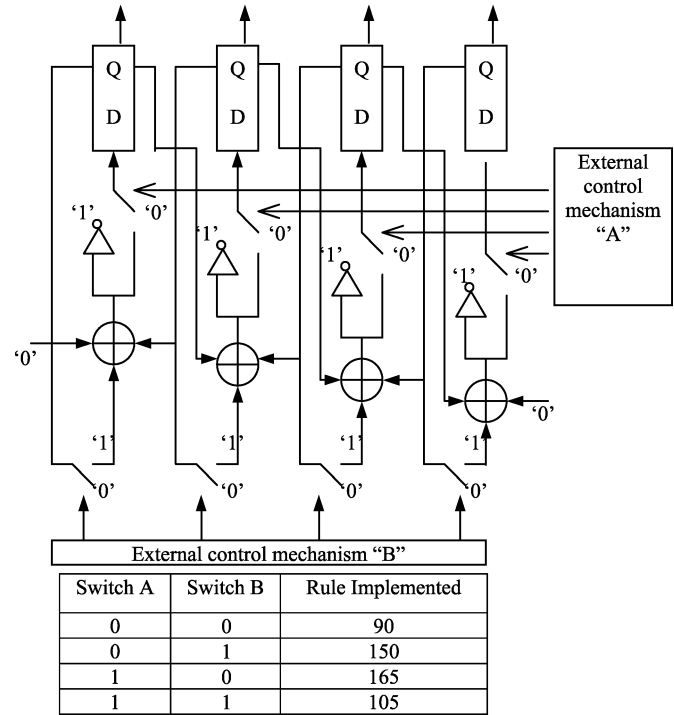 Q Q Q Q
D D D D
External
control
mechanism
“A”
‘1’ ‘0’ ‘1’ ‘0’ ‘1’ ‘0’ ‘1’ ‘0’
‘0’ ‘0’
‘1’ ‘1’ ‘1’ ‘1’
‘0’ ‘0’ ‘0’ ‘0’
External control mechanism “B”
Switch A Switch B Rule Implemented
0 0 90
0 1 150
1 0 165
1 1 105